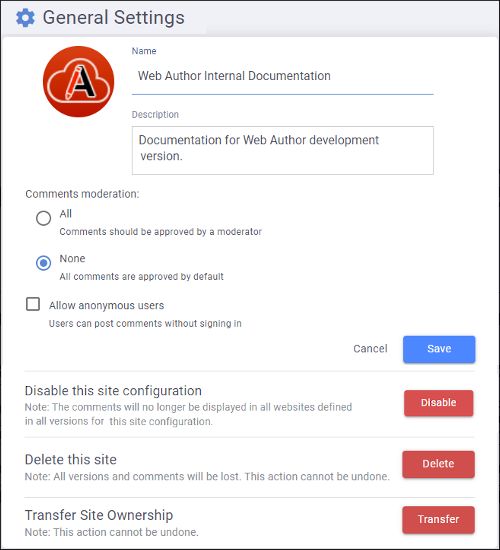 General Settings
Name
Web Author Internal Documentation
Description
Documentation for Web Author development
version.
Comments moderation:
All
Comments should be approved by a moderator
None
All comments are approved by default
Allow anonymous users
Users can post comments without signing in
Cancel
Save
Disable this site configuration
Note: The comments will no longer be displayed in all websites defined
in all versions for this site configuration.
Disable
Delete this site
Note: All versions and comments will be lost. This action cannot be undone.
Delete
Transfer Site Ownership
Note: This action cannot be undone.
Transfer